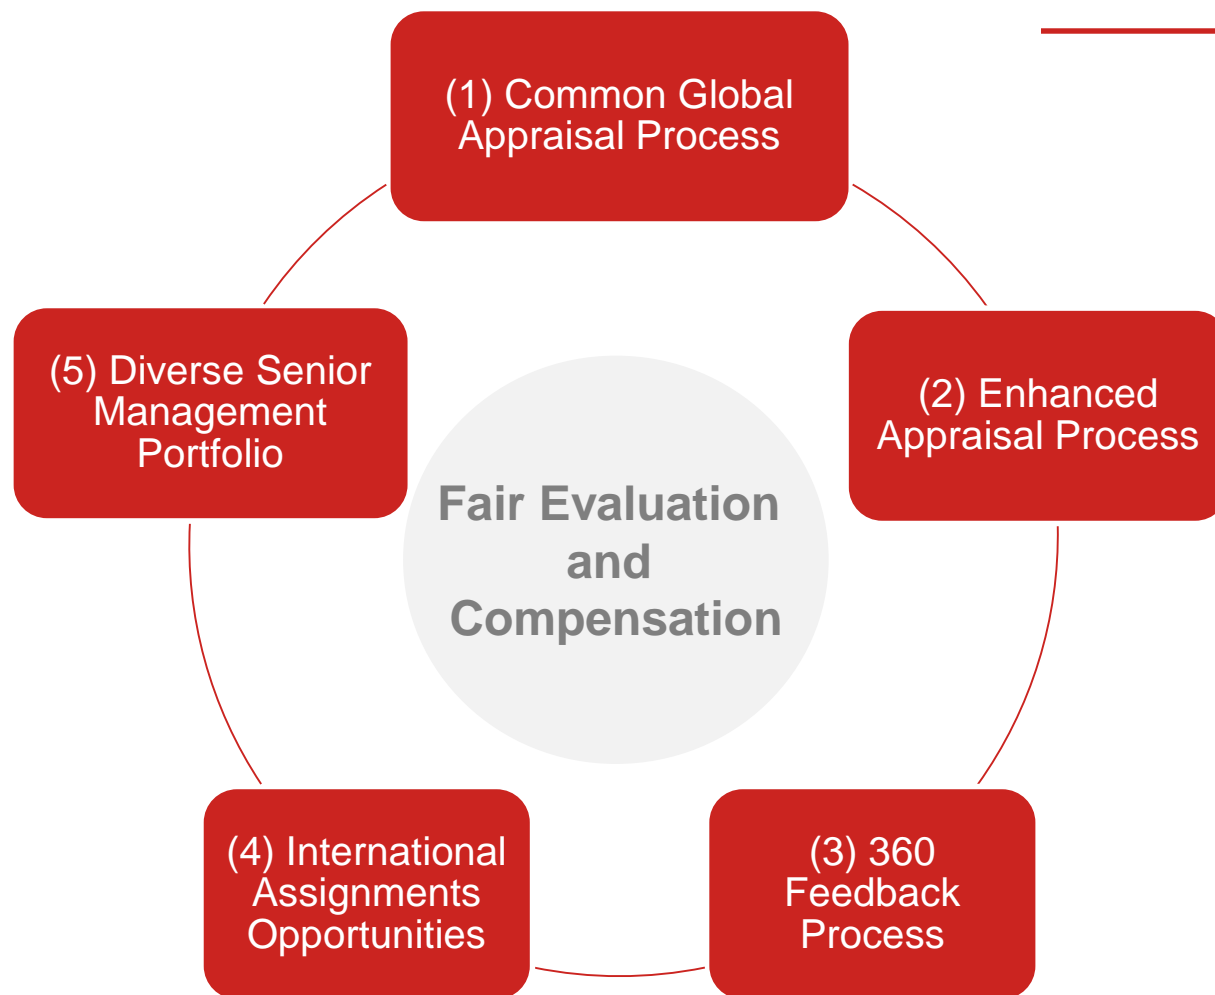 (1) Common Global
Appraisal Process
(2) Enhanced
Appraisal Process
(3) 360
Feedback
Process
(4) International
Assignments
Opportunities
(5) Diverse Senior
Management
Portfolio
Fair Evaluation
and
Compensation